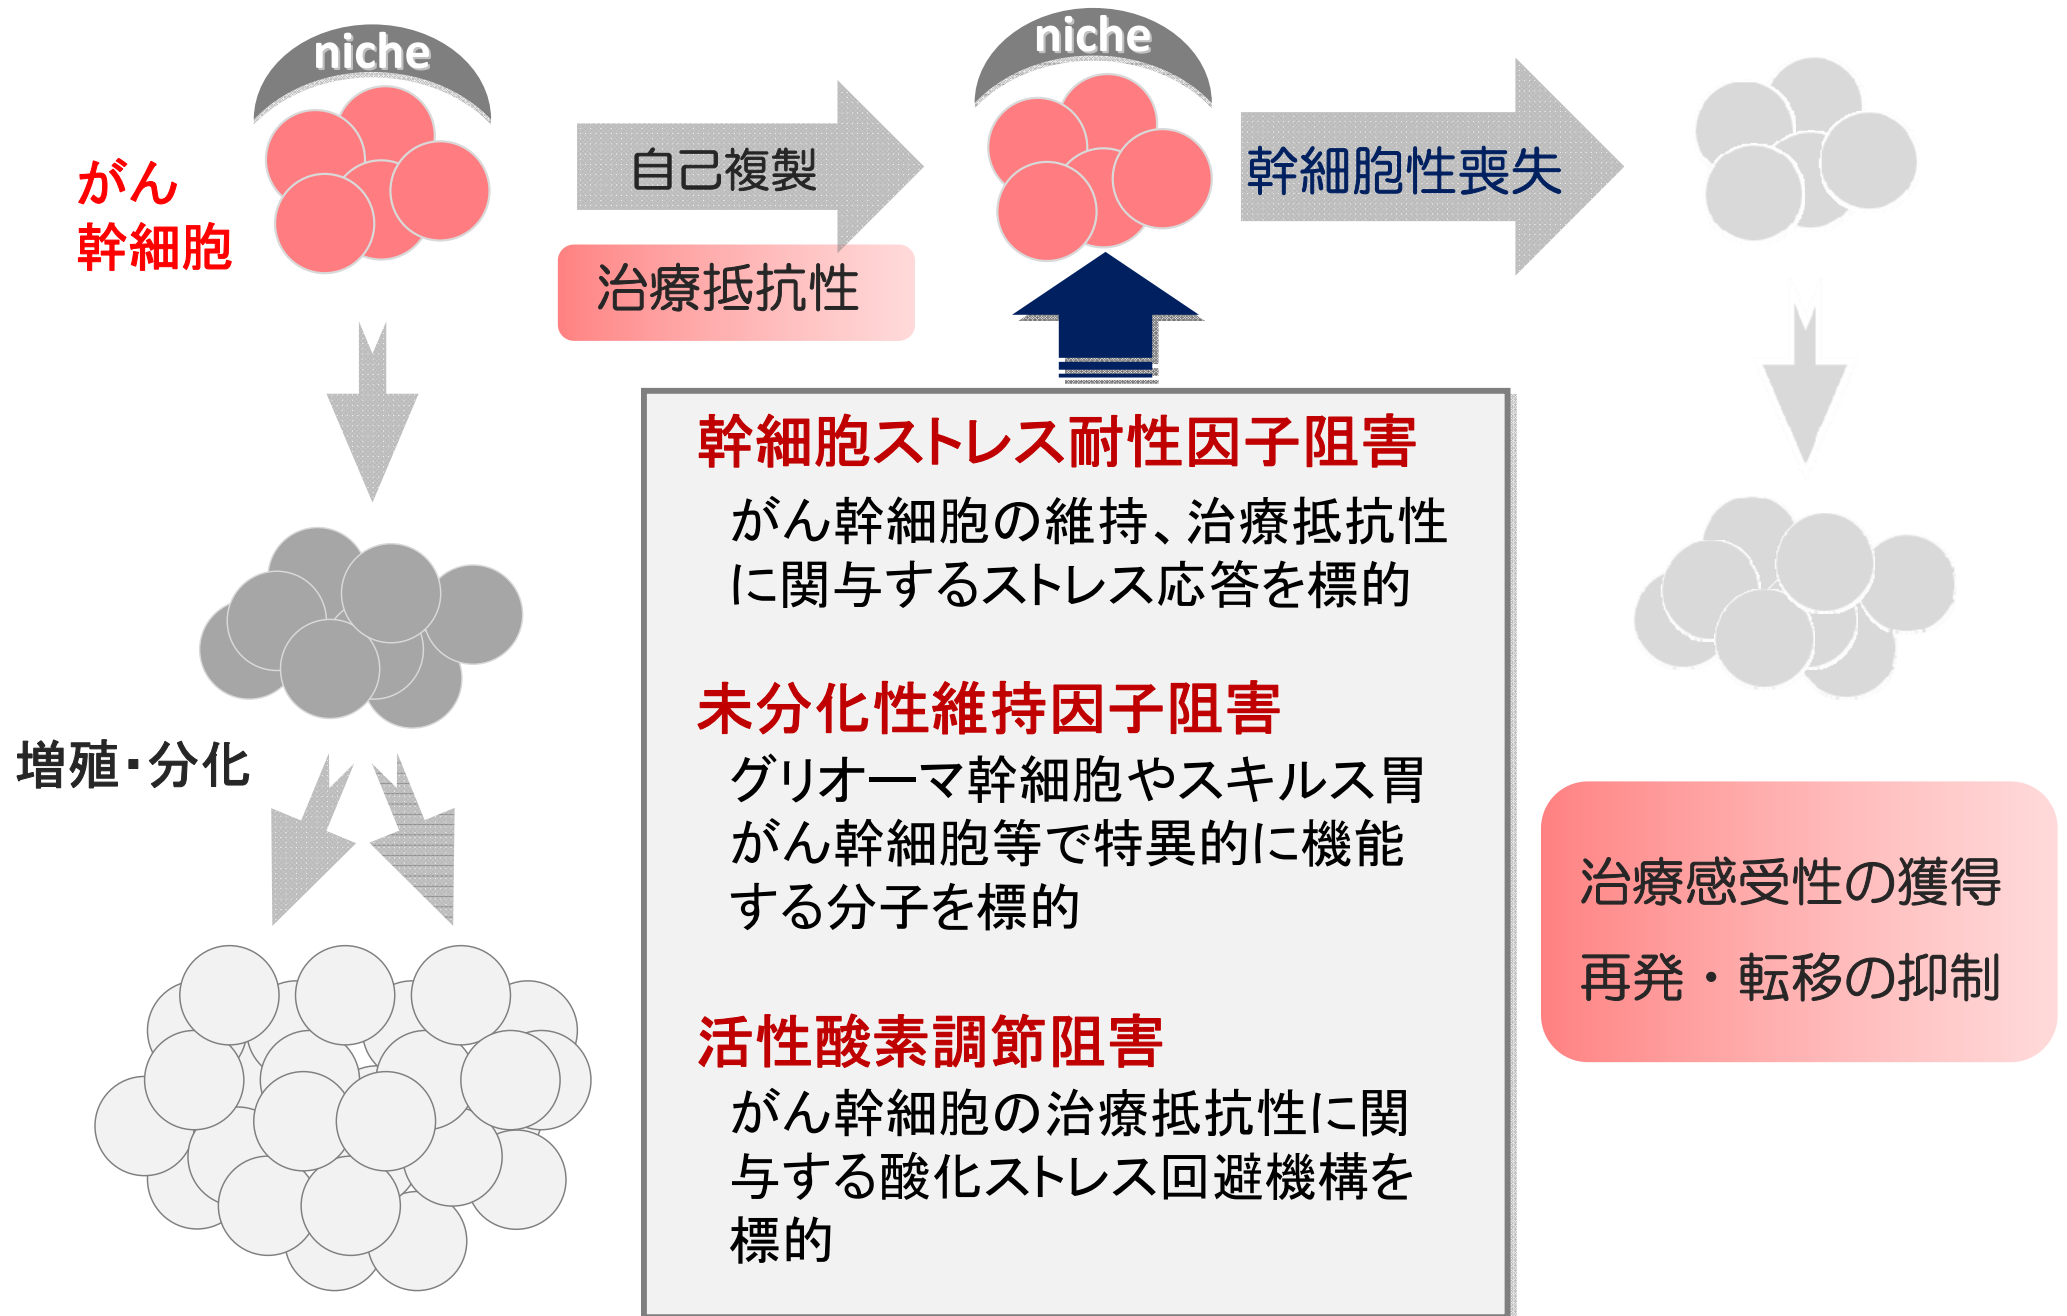 niche
niche
がん
幹細胞
自己複製
幹細胞性喪失
治療抵抗性
幹細胞ストレス耐性因子阻害
がん幹細胞の維持、治療抵抗性
に関与するストレス応答を標的
未分化性維持因子阻害
グリオーマ幹細胞やスキルス胃
がん幹細胞等で特異的に機能
する分子を標的
活性酸素調節阻害
がん幹細胞の治療抵抗性に関
与する酸化ストレス回避機構を
標的
増殖・分化
治療感受性の獲得
再発・転移の抑制